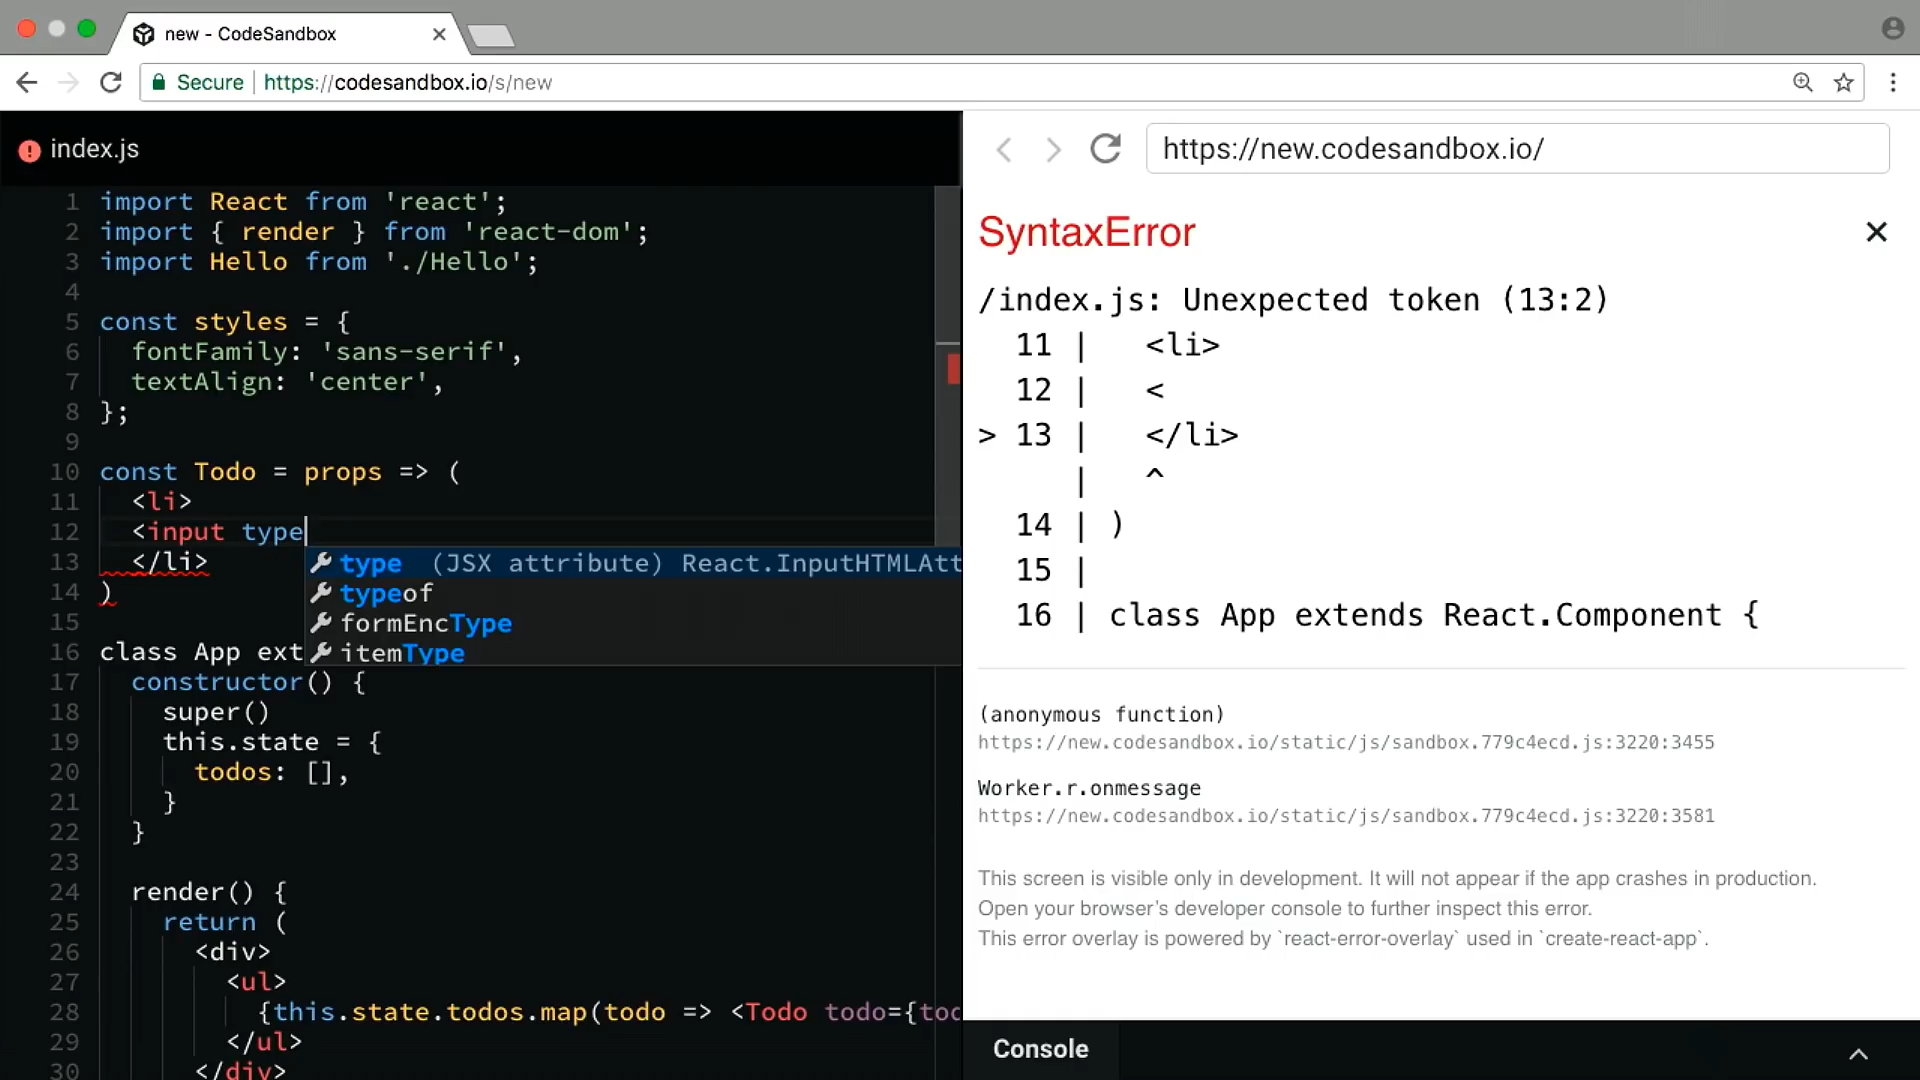 new - CodeSandbox
Secure https://codesandbox.io/s/new
index.js
https://new.codesandbox.io/
1 import React from 'react';
2 import { render } from 'react-dom';
3 import Hello from './Hello';
4
5 const styles = {
6 fontFamily: 'sans-serif',
7 textAlign: 'center',
8 };
9
10 const Todo = props => (
11 <li>
12 <input type
13 </li>
14 )
15
16 class App ext
17 constructor() {
18 super()
19 this.state = {
20 todos: [],
21 }
22 }
23
24 render() {
25 return (
26 <div>
27 <ul>
28 {this.state.todos.map(todo => <Todo todo={tod
29 </ul>
30 </div>
type (JSX attribute) React.InputHTMLAtt
typeof
formEncType
itemType
SyntaxError
/index.js: Unexpected token (13:2)
11 | <li>
12 | <
> 13 | </li>
| ^
14 | )
15 |
16 | class App extends React.Component {
(anonymous function)
https://new.codesandbox.io/static/js/sandbox.779c4ecd.js:3220:3455
Worker.r.onmessage
https://new.codesandbox.io/static/js/sandbox.779c4ecd.js:3220:3581
This screen is visible only in development. It will not appear if the app crashes in production.
Open your browser's developer console to further inspect this error.
This error overlay is powered by `react-error-overlay` used in `create-react-app`.
Console